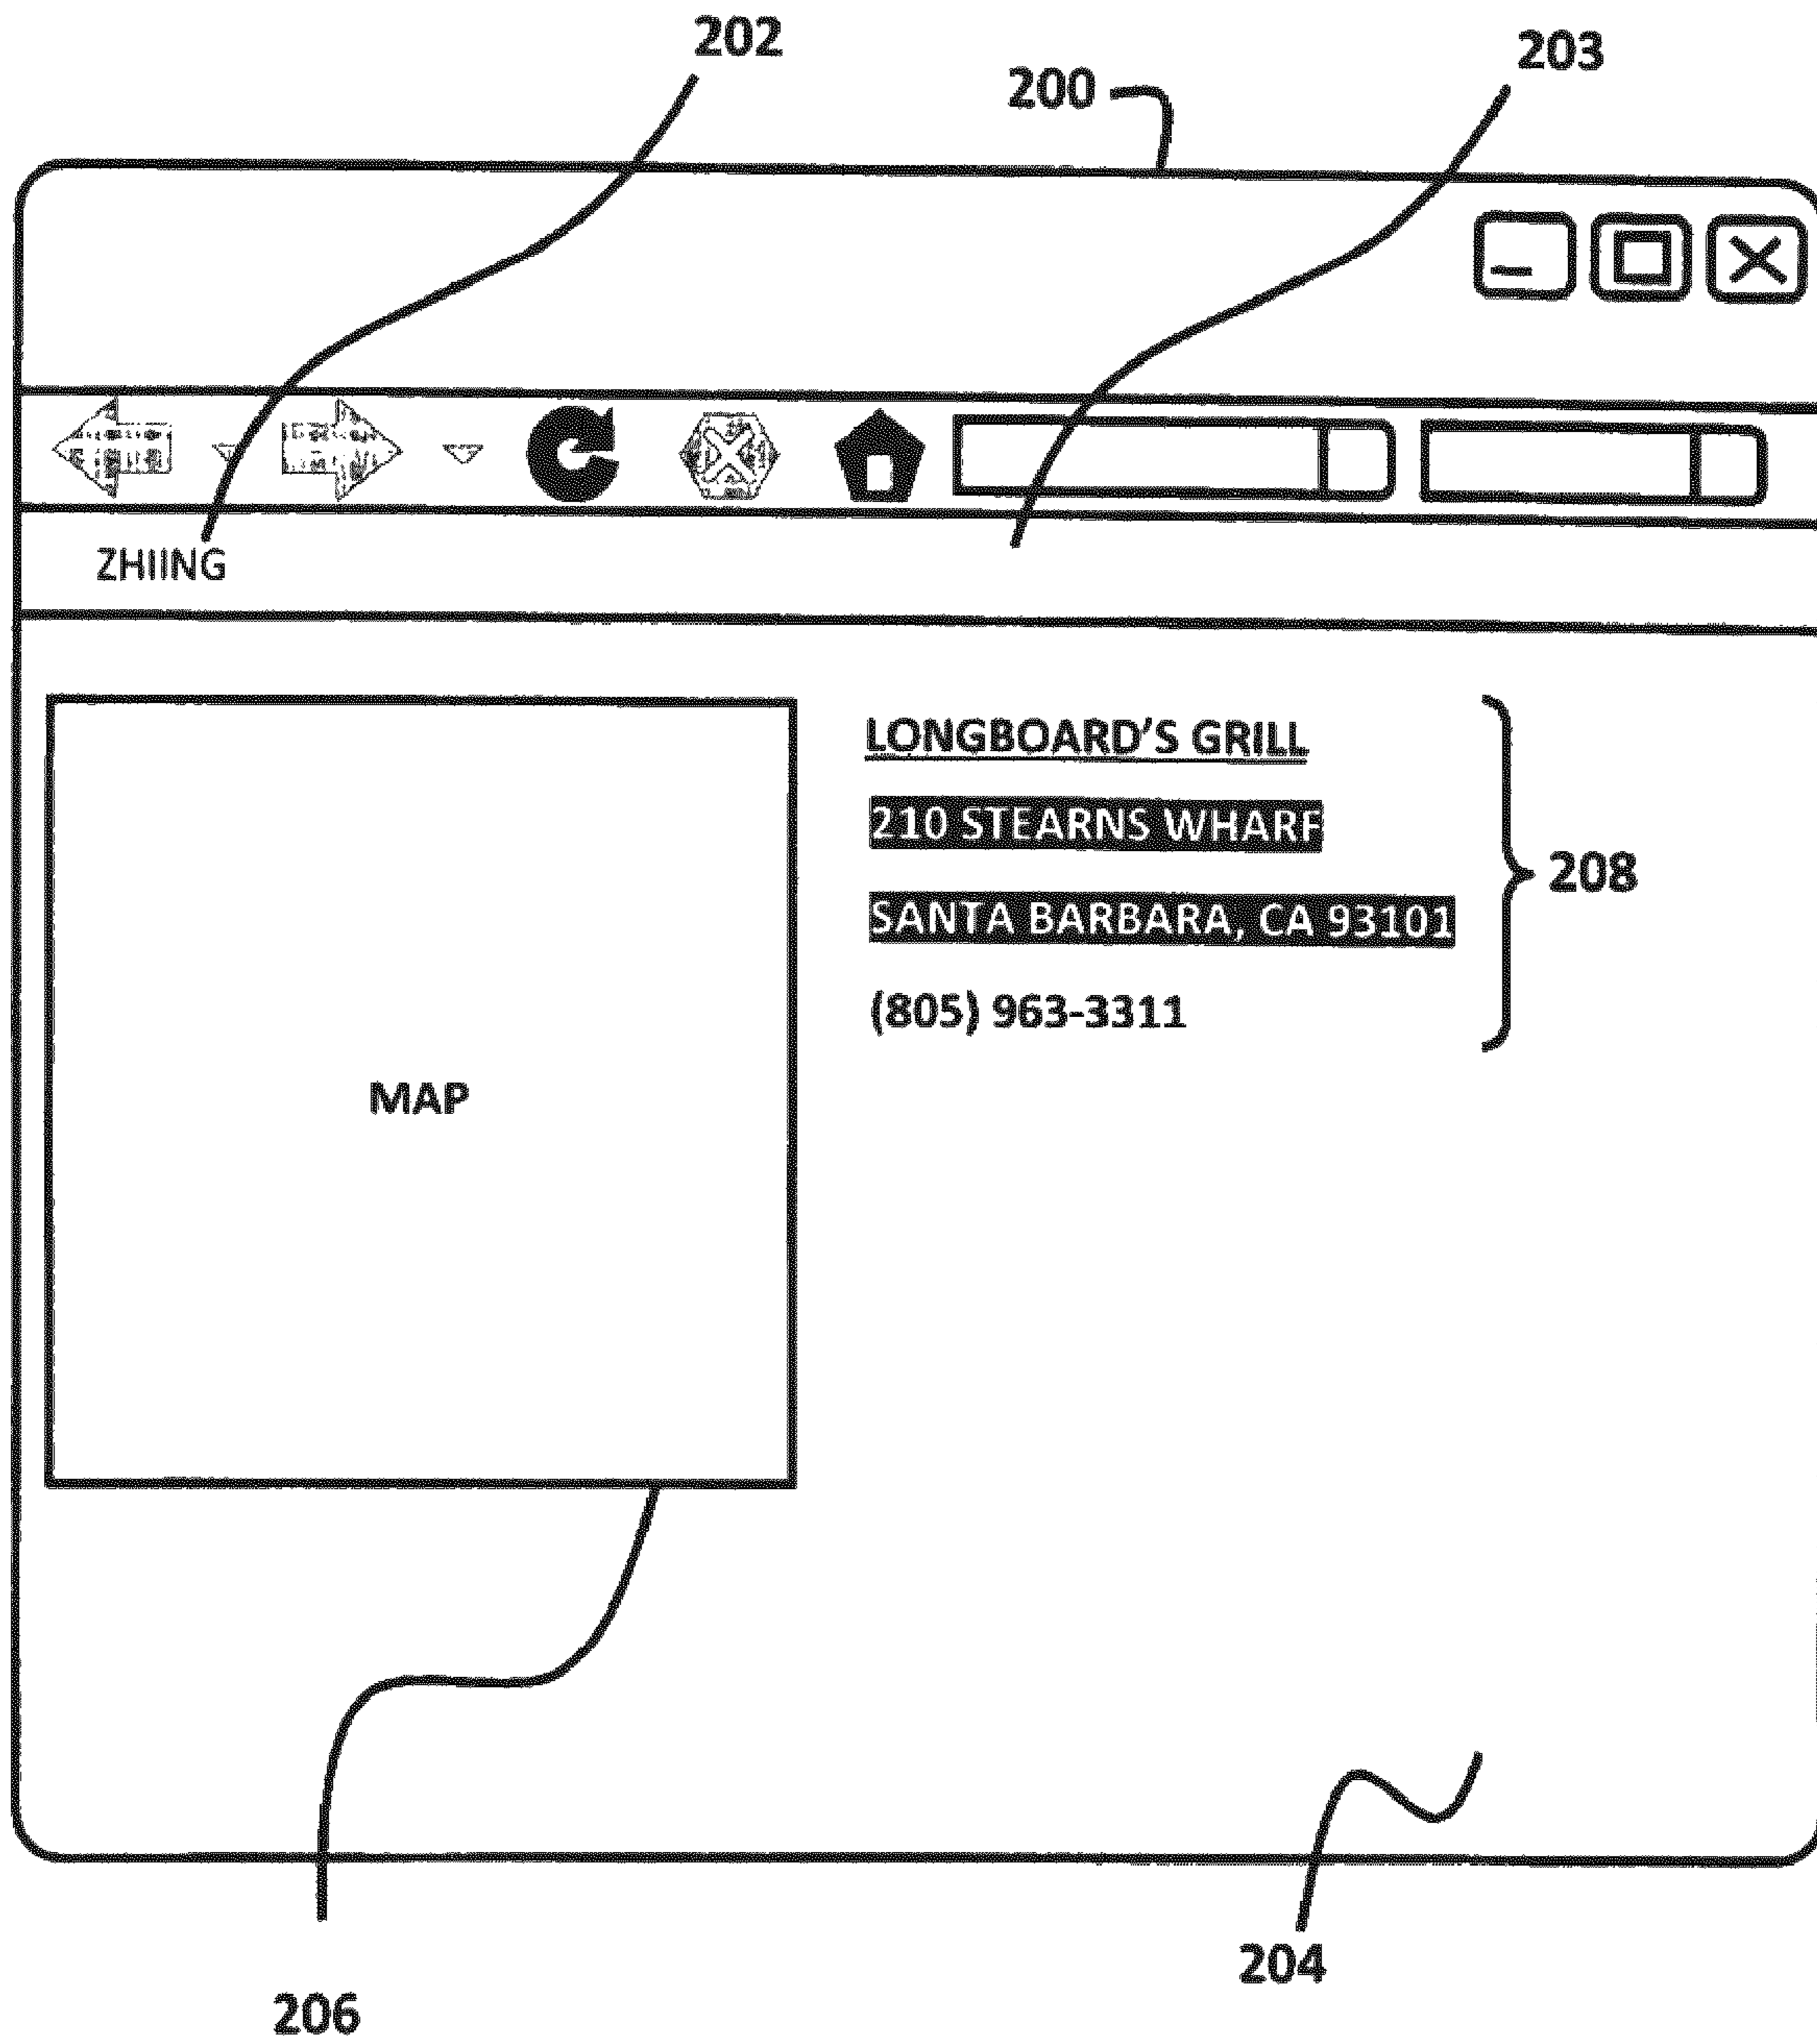 202
200
203
ZHIING
LONGBOARD'S GRILL
210 STEARNS WHARF
SANTA BARBARA, CA 93101
(805) 963-3311
208
MAP
204
206